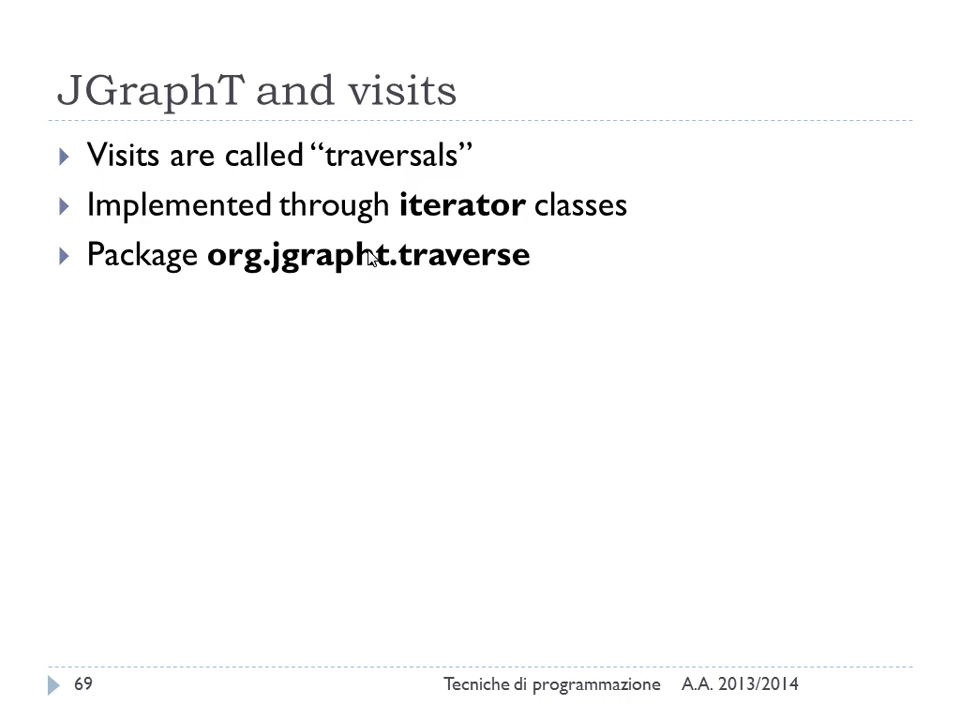 JGraphT and visits
Visits are called “traversals”
Implemented through iterator classes
Package org.jgrapht.traverse
69 Tecniche di programmazione A.A. 2013/2014